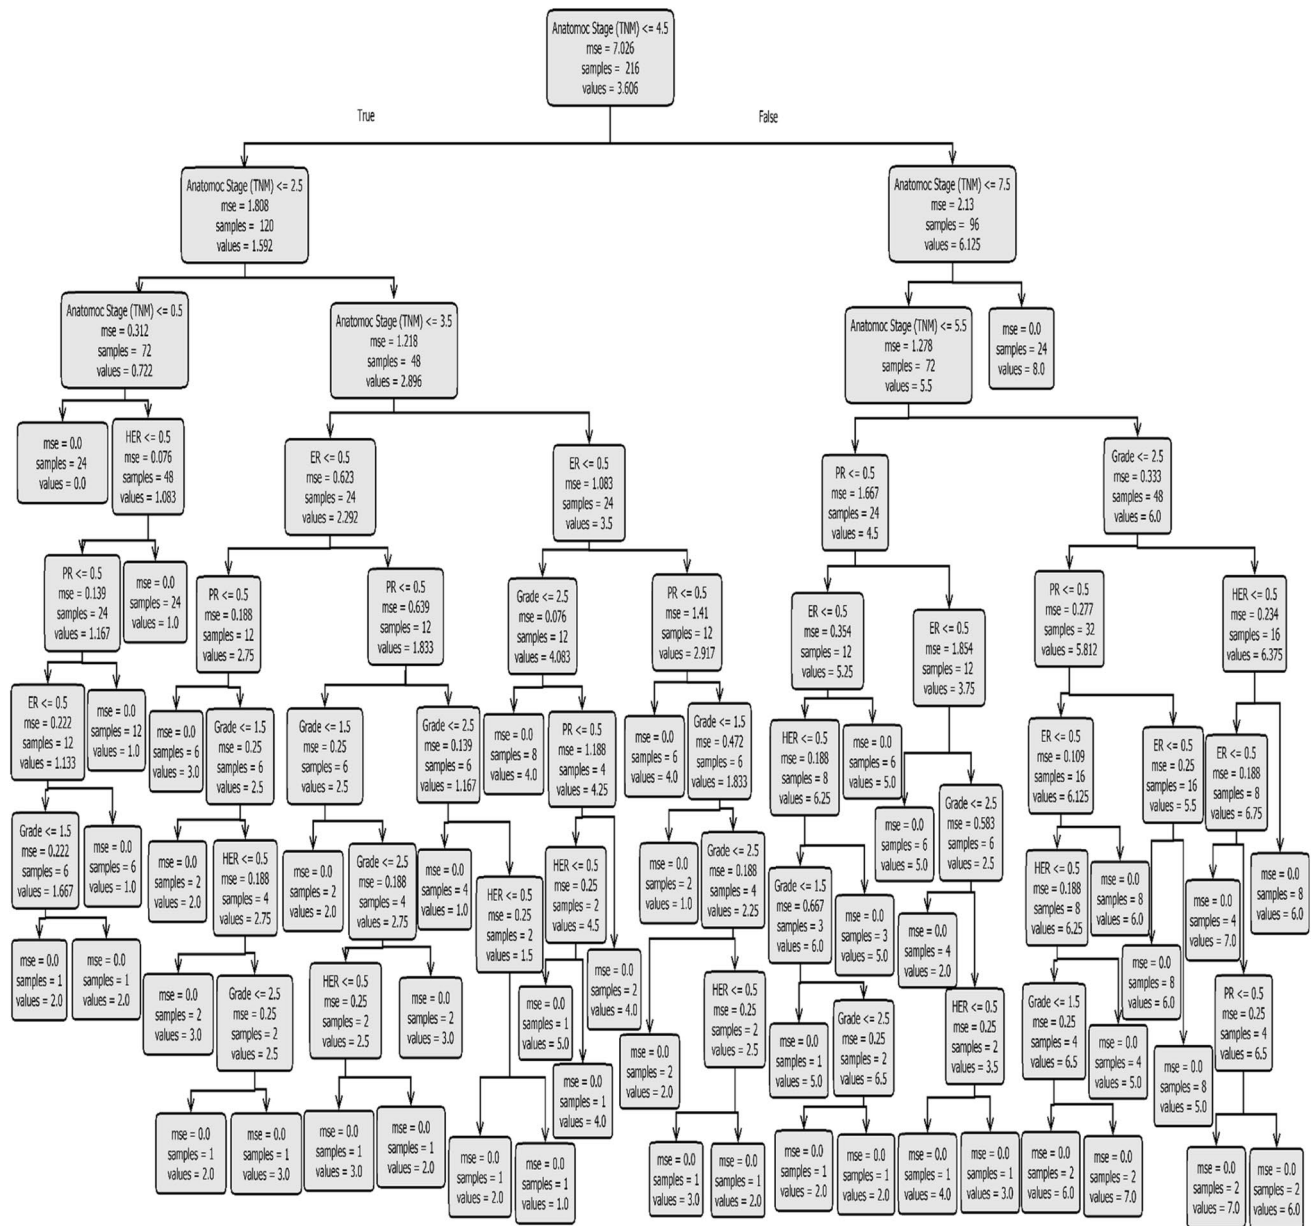 Anatomoc Stage (TNM) <= 4.5
mse = 7.026
samples = 216
values = 3.606
True
False
Anatomoc Stage (TNM) <= 2.5
mse = 1.808
samples = 120
values = 1.592
Anatomoc Stage (TNM) <= 7.5
mse = 2.13
samples = 96
values = 6.125
Anatomoc Stage (TNM) <= 0.5
mse = 0.312
samples = 72
values = 0.722
Anatomoc Stage (TNM) <= 3.5
mse = 1.218
samples = 48
values = 2.896
Anatomoc Stage (TNM) <= 5.5
mse = 1.278
samples = 72
values = 5.5
mse = 0.0
samples = 24
values = 8.0
mse = 0.0
samples = 24
values = 0.0
HER <= 0.5
mse = 0.076
samples = 48
values = 1.083
ER <= 0.5
mse = 0.623
samples = 24
values = 2.292
ER <= 0.5
mse = 1.083
samples = 24
values = 3.5
PR <= 0.5
mse = 1.667
samples = 24
values = 4.5
Grade <= 2.5
mse = 0.333
samples = 48
values = 6.0
PR <= 0.5
mse = 0.139
samples = 24
values = 1.167
mse = 0.0
samples = 24
values = 1.0
PR <= 0.5
mse = 0.188
samples = 12
values = 2.75
PR <= 0.5
mse = 0.639
samples = 12
values = 1.833
Grade <= 2.5
mse = 0.076
samples = 12
values = 4.083
PR <= 0.5
mse = 1.41
samples = 12
values = 2.917
ER <= 0.5
mse = 0.354
samples = 12
values = 5.25
ER <= 0.5
mse = 1.854
samples = 12
values = 3.75
PR <= 0.5
mse = 0.277
samples = 32
values = 5.812
HER <= 0.5
mse = 0.234
samples = 16
values = 6.375
ER <= 0.5
mse = 0.222
samples = 12
values = 1.133
mse = 0.0
samples = 12
values = 1.0
mse = 0.0
samples = 6
values = 3.0
Grade <= 1.5
mse = 0.25
samples = 6
values = 2.5
Grade <= 1.5
mse = 0.25
samples = 6
values = 2.5
Grade <= 2.5
mse = 0.139
samples = 6
values = 1.167
mse = 0.0
samples = 8
values = 4.0
PR <= 0.5
mse = 1.188
samples = 4
values = 4.25
mse = 0.0
samples = 6
values = 4.0
Grade <= 1.5
mse = 0.472
samples = 6
values = 1.833
HER <= 0.5
mse = 0.188
samples = 8
values = 6.25
mse = 0.0
samples = 6
values = 5.0
mse = 0.0
samples = 6
values = 5.0
Grade <= 2.5
mse = 0.583
samples = 6
values = 2.5
ER <= 0.5
mse = 0.109
samples = 16
values = 6.125
ER <= 0.5
mse = 0.25
samples = 16
values = 5.5
ER <= 0.5
mse = 0.188
samples = 8
values = 6.75
mse = 0.0
samples = 8
values = 6.0
Grade <= 1.5
mse = 0.222
samples = 6
values = 1.667
mse = 0.0
samples = 6
values = 1.0
mse = 0.0
samples = 2
values = 2.0
HER <= 0.5
mse = 0.188
samples = 4
values = 2.75
mse = 0.0
samples = 2
values = 2.0
Grade <= 2.5
mse = 0.188
samples = 4
values = 2.75
mse = 0.0
samples = 4
values = 1.0
HER <= 0.5
mse = 0.25
samples = 2
values = 1.5
HER <= 0.5
mse = 0.25
samples = 2
values = 4.5
mse = 0.0
samples = 2
values = 4.0
mse = 0.0
samples = 2
values = 1.0
Grade <= 2.5
mse = 0.188
samples = 4
values = 2.25
Grade <= 1.5
mse = 0.667
samples = 3
values = 6.0
mse = 0.0
samples = 3
values = 5.0
mse = 0.0
samples = 4
values = 2.0
HER <= 0.5
mse = 0.25
samples = 2
values = 3.5
HER <= 0.5
mse = 0.188
samples = 8
values = 6.25
mse = 0.0
samples = 8
values = 6.0
mse = 0.0
samples = 8
values = 6.0
mse = 0.0
samples = 8
values = 5.0
mse = 0.0
samples = 4
values = 7.0
PR <= 0.5
mse = 0.25
samples = 4
values = 6.5
mse = 0.0
samples = 1
values = 2.0
mse = 0.0
samples = 1
values = 2.0
mse = 0.0
samples = 2
values = 3.0
Grade <= 2.5
mse = 0.25
samples = 2
values = 2.5
HER <= 0.5
mse = 0.25
samples = 2
values = 2.5
mse = 0.0
samples = 2
values = 3.0
mse = 0.0
samples = 1
values = 5.0
mse = 0.0
samples = 1
values = 4.0
mse = 0.0
samples = 2
values = 2.0
HER <= 0.5
mse = 0.25
samples = 2
values = 2.5
mse = 0.0
samples = 1
values = 5.0
Grade <= 2.5
mse = 0.25
samples = 2
values = 6.5
Grade <= 1.5
mse = 0.25
samples = 4
values = 6.5
mse = 0.0
samples = 4
values = 5.0
mse = 0.0
samples = 1
values = 2.0
mse = 0.0
samples = 1
values = 3.0
mse = 0.0
samples = 1
values = 3.0
mse = 0.0
samples = 1
values = 2.0
mse = 0.0
samples = 1
values = 2.0
mse = 0.0
samples = 1
values = 1.0
mse = 0.0
samples = 1
values = 3.0
mse = 0.0
samples = 1
values = 2.0
mse = 0.0
samples = 1
values = 2.0
mse = 0.0
samples = 1
values = 2.0
mse = 0.0
samples = 1
values = 4.0
mse = 0.0
samples = 1
values = 3.0
mse = 0.0
samples = 2
values = 6.0
mse = 0.0
samples = 2
values = 7.0
mse = 0.0
samples = 2
values = 7.0
mse = 0.0
samples = 2
values = 6.0